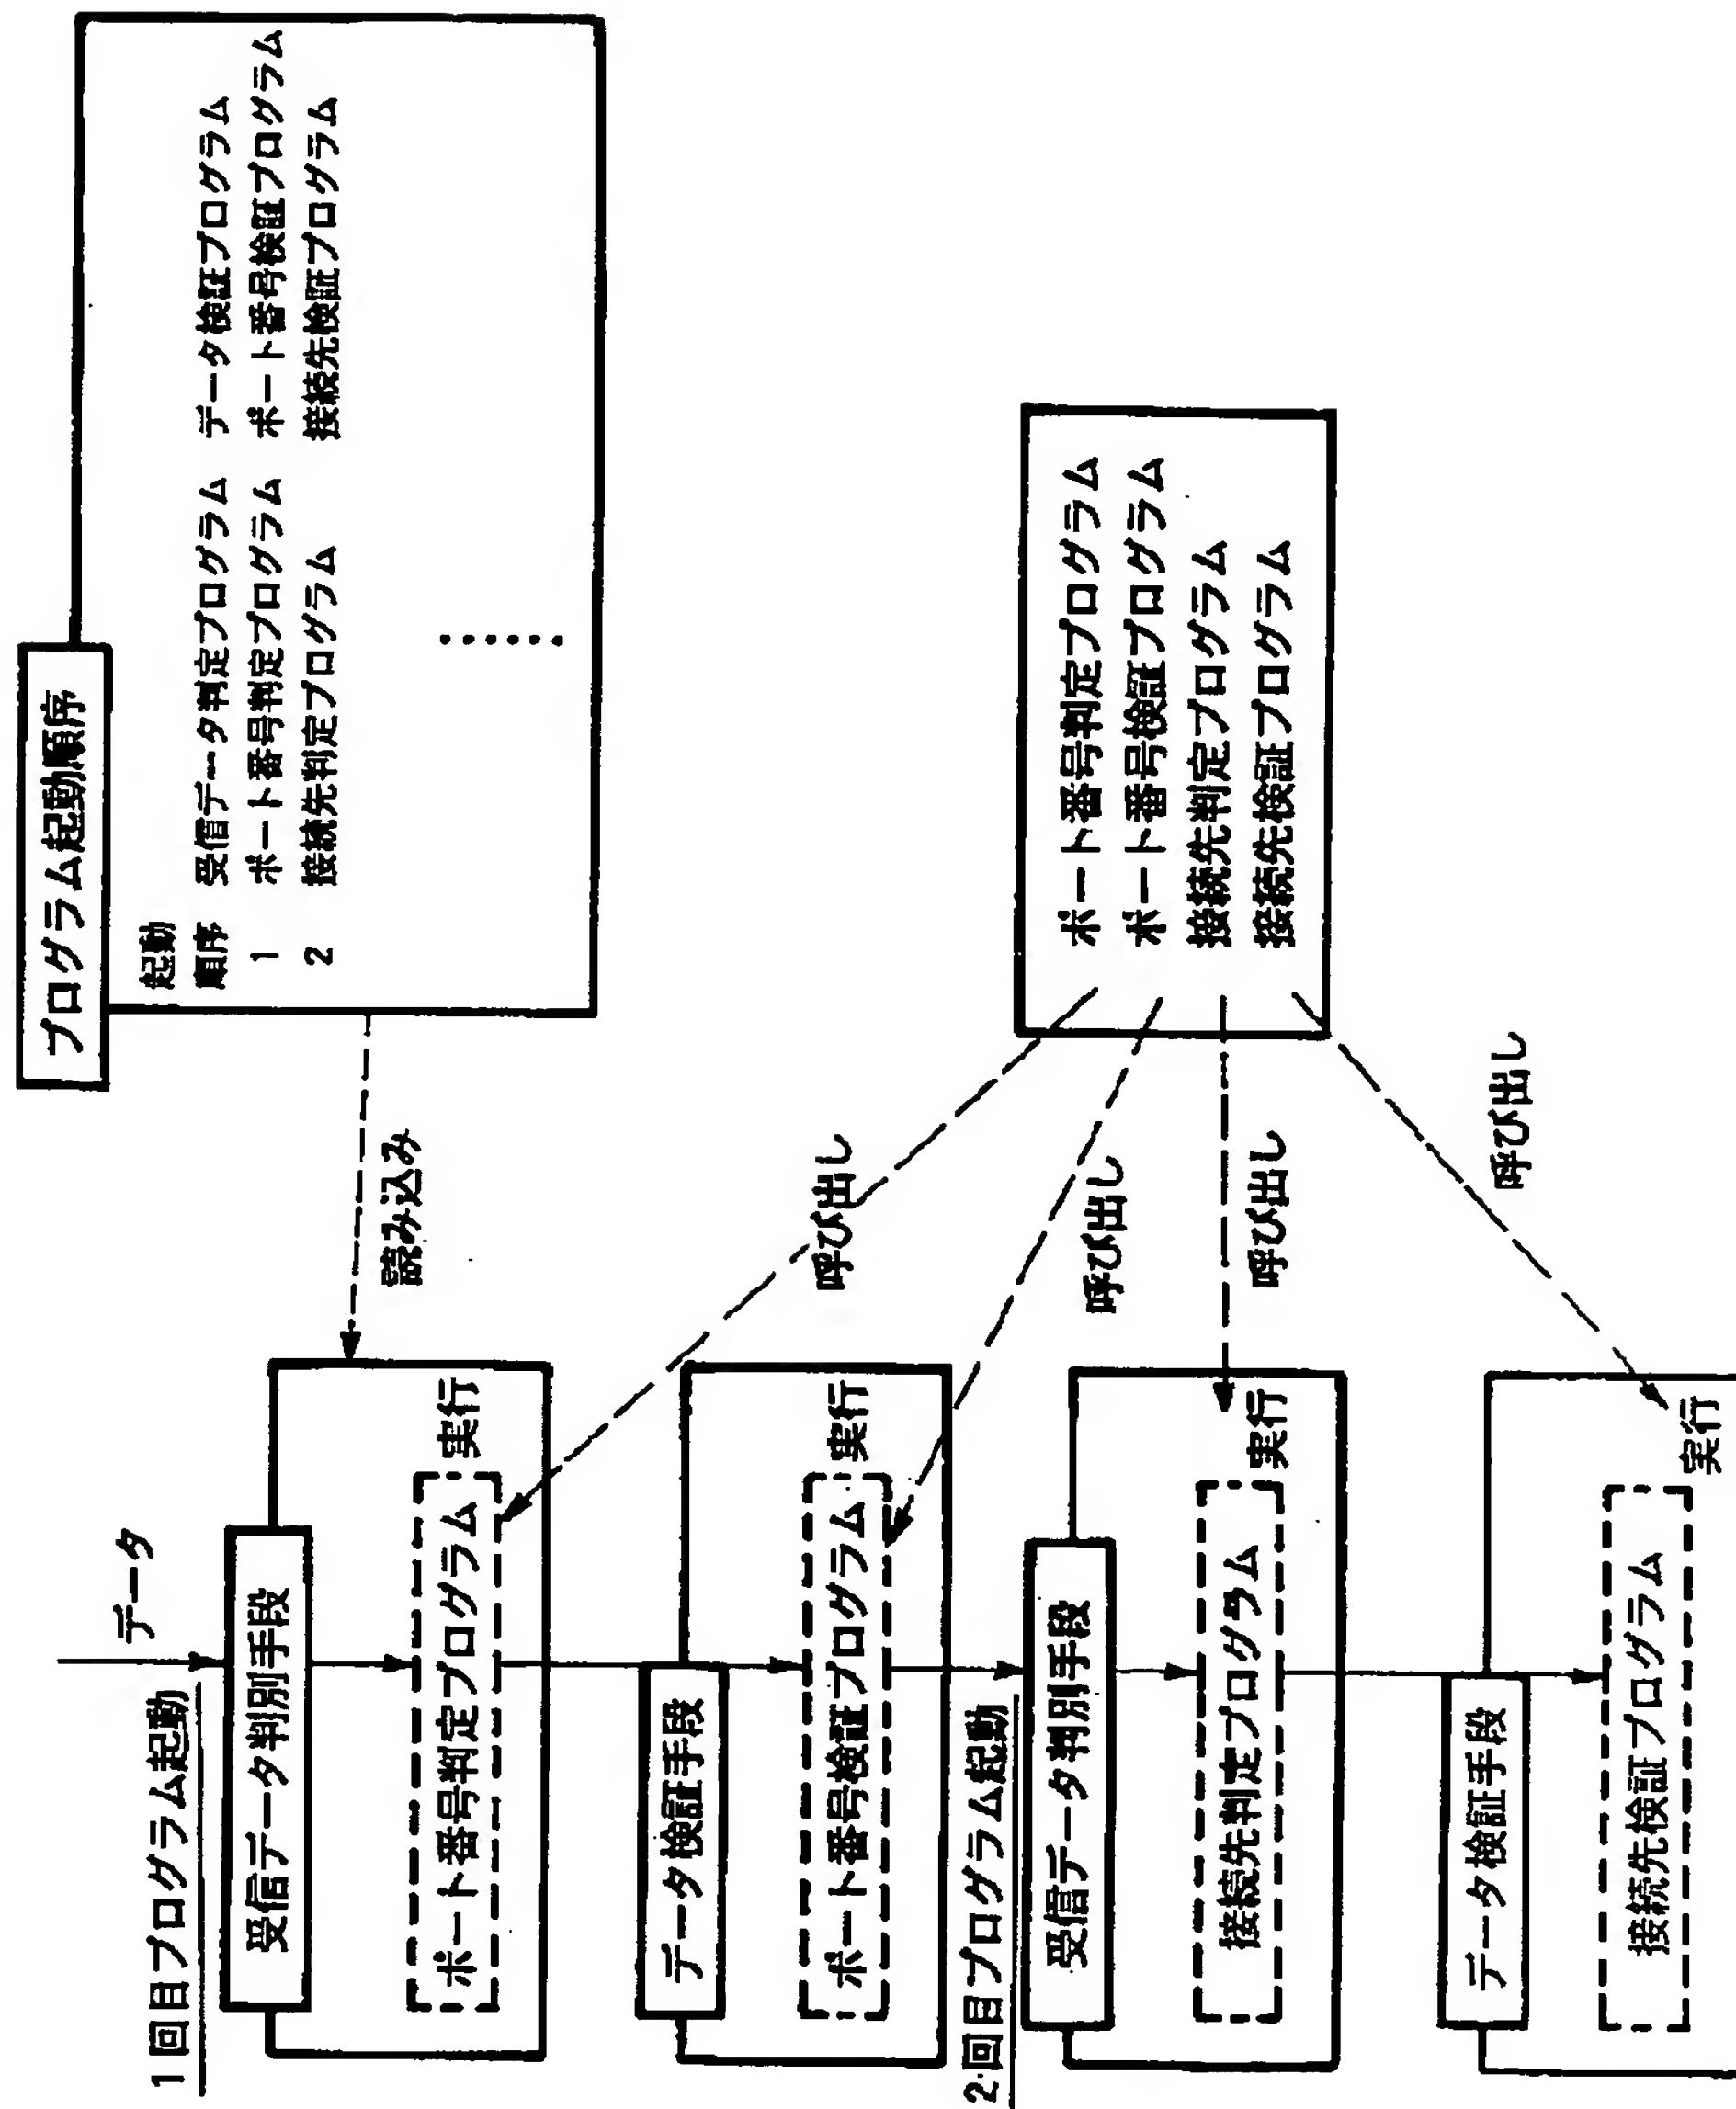 プログラム起動順序
起動
順序 受信データ判定プログラム データ検証プログラム
1 ポート番号判定プログラム ポート番号検証プログラム
2 接続先判定プログラム 接続先検証プログラム
……
データ
1回目プログラム起動
受信データ判別手段
読み込み
ポート番号判定プログラム 実行
データ検証手段
呼び出し
ポート番号検証プログラム 実行
2回目プログラム起動
受信データ判別手段
呼び出し
ポート番号判定プログラム
ポート番号検証プログラム
接続先判定プログラム
接続先検証プログラム
接続先判定プログラム 実行
呼び出し
データ検証手段
呼び出し
接続先検証プログラム 実行